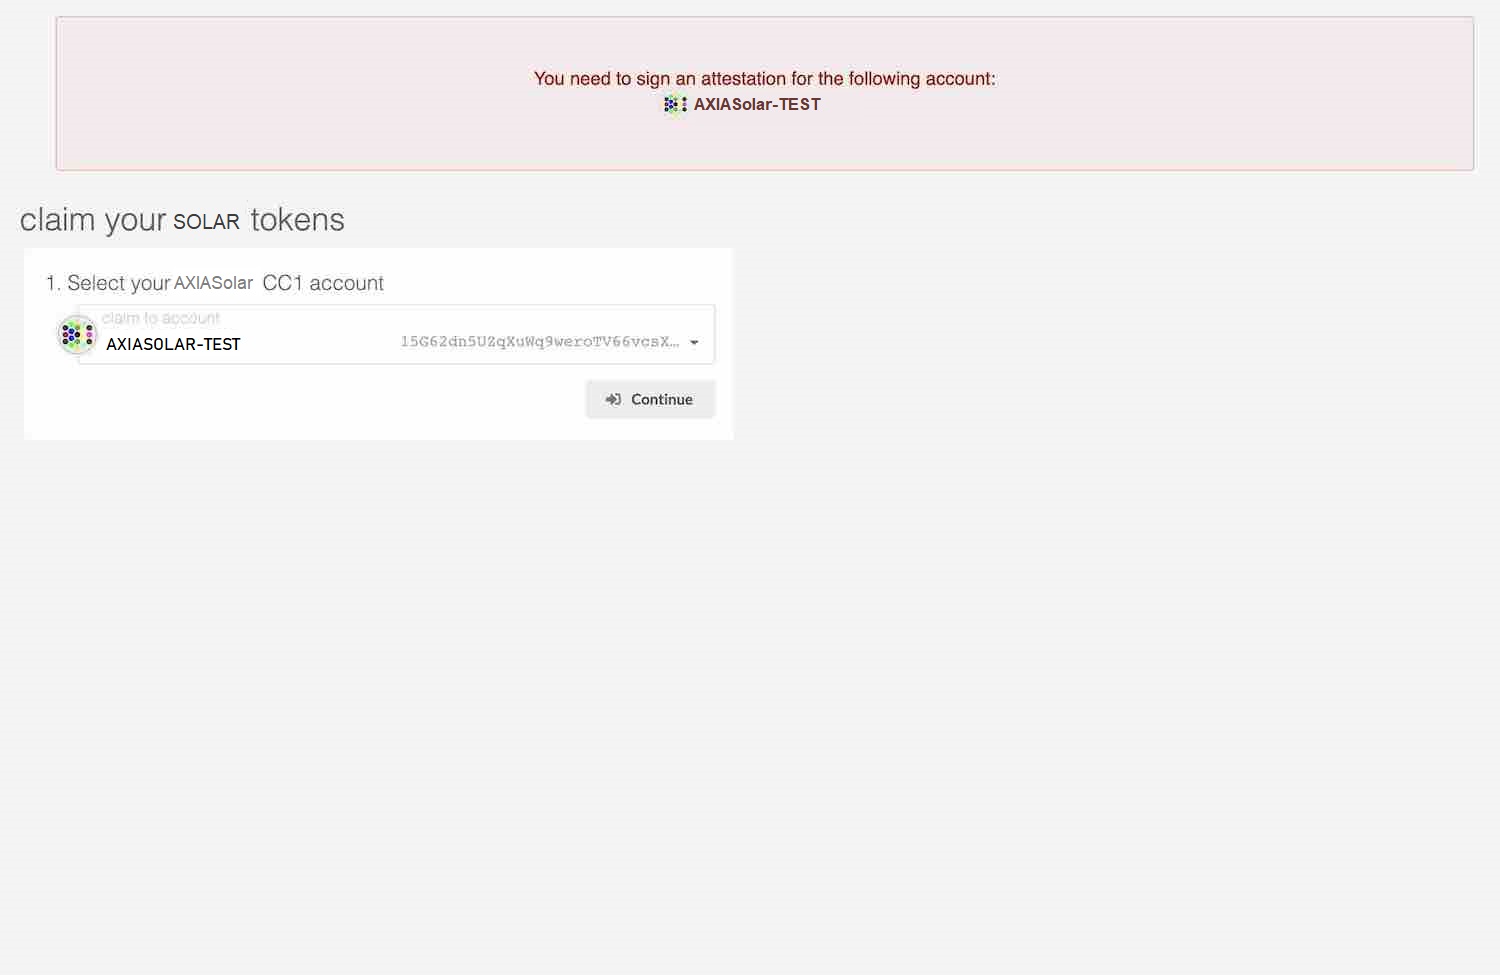 You need to sign an attestation for the following account:
AXIASolar-TEST
claim your SOLAR tokens
1. Select your AXIASolar CC1 account
claim to account
AXIASOLAR-TEST 15G62dn5UZqXuWq9weroTV66vcsX...
Continue